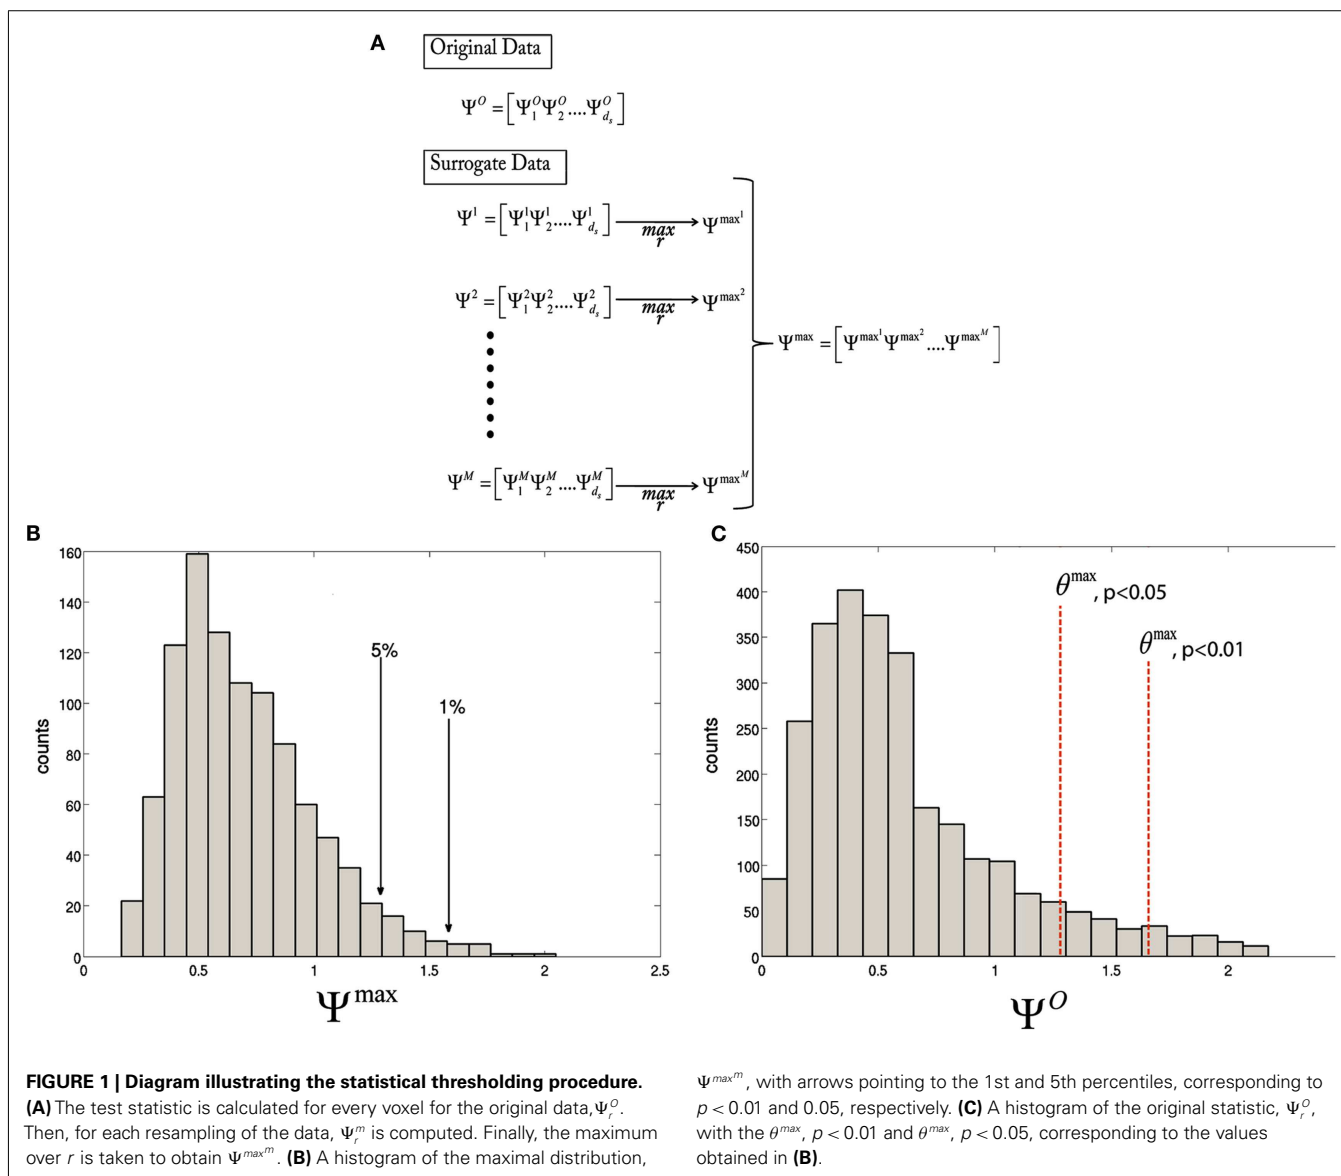 A
Original Data
Ψ^O = [Ψ_1^O Ψ_2^O .... Ψ_{d_s}^O]
Surrogate Data
Ψ^1 = [Ψ_1^1 Ψ_2^1 .... Ψ_{d_s}^1] max r Ψ^{max^1}
Ψ^2 = [Ψ_1^2 Ψ_2^2 .... Ψ_{d_s}^2] max r Ψ^{max^2}
Ψ^max = [Ψ^{max^1} Ψ^{max^2} .... Ψ^{max^M}]
Ψ^M = [Ψ_1^M Ψ_2^M .... Ψ_{d_s}^M] max r Ψ^{max^M}
B
160
140
120
100
80
60
40
20
0
counts
5%
1%
0 0.5 1 1.5 2 2.5
Ψ^max
C
450
400
350
300
250
200
150
100
50
0
counts
θ^max, p<0.05
θ^max, p<0.01
0 0.5 1 1.5 2
Ψ^O
FIGURE 1 | Diagram illustrating the statistical thresholding procedure.
(A) The test statistic is calculated for every voxel for the original data,Ψ_r^O.
Then, for each resampling of the data, Ψ_r^m is computed. Finally, the maximum
over r is taken to obtain Ψ^{max^m}. (B) A histogram of the maximal distribution,
Ψ^{max^m}, with arrows pointing to the 1st and 5th percentiles, corresponding to
p < 0.01 and 0.05, respectively. (C) A histogram of the original statistic, Ψ_r^O,
with the θ^max, p < 0.01 and θ^max, p < 0.05, corresponding to the values
obtained in (B).